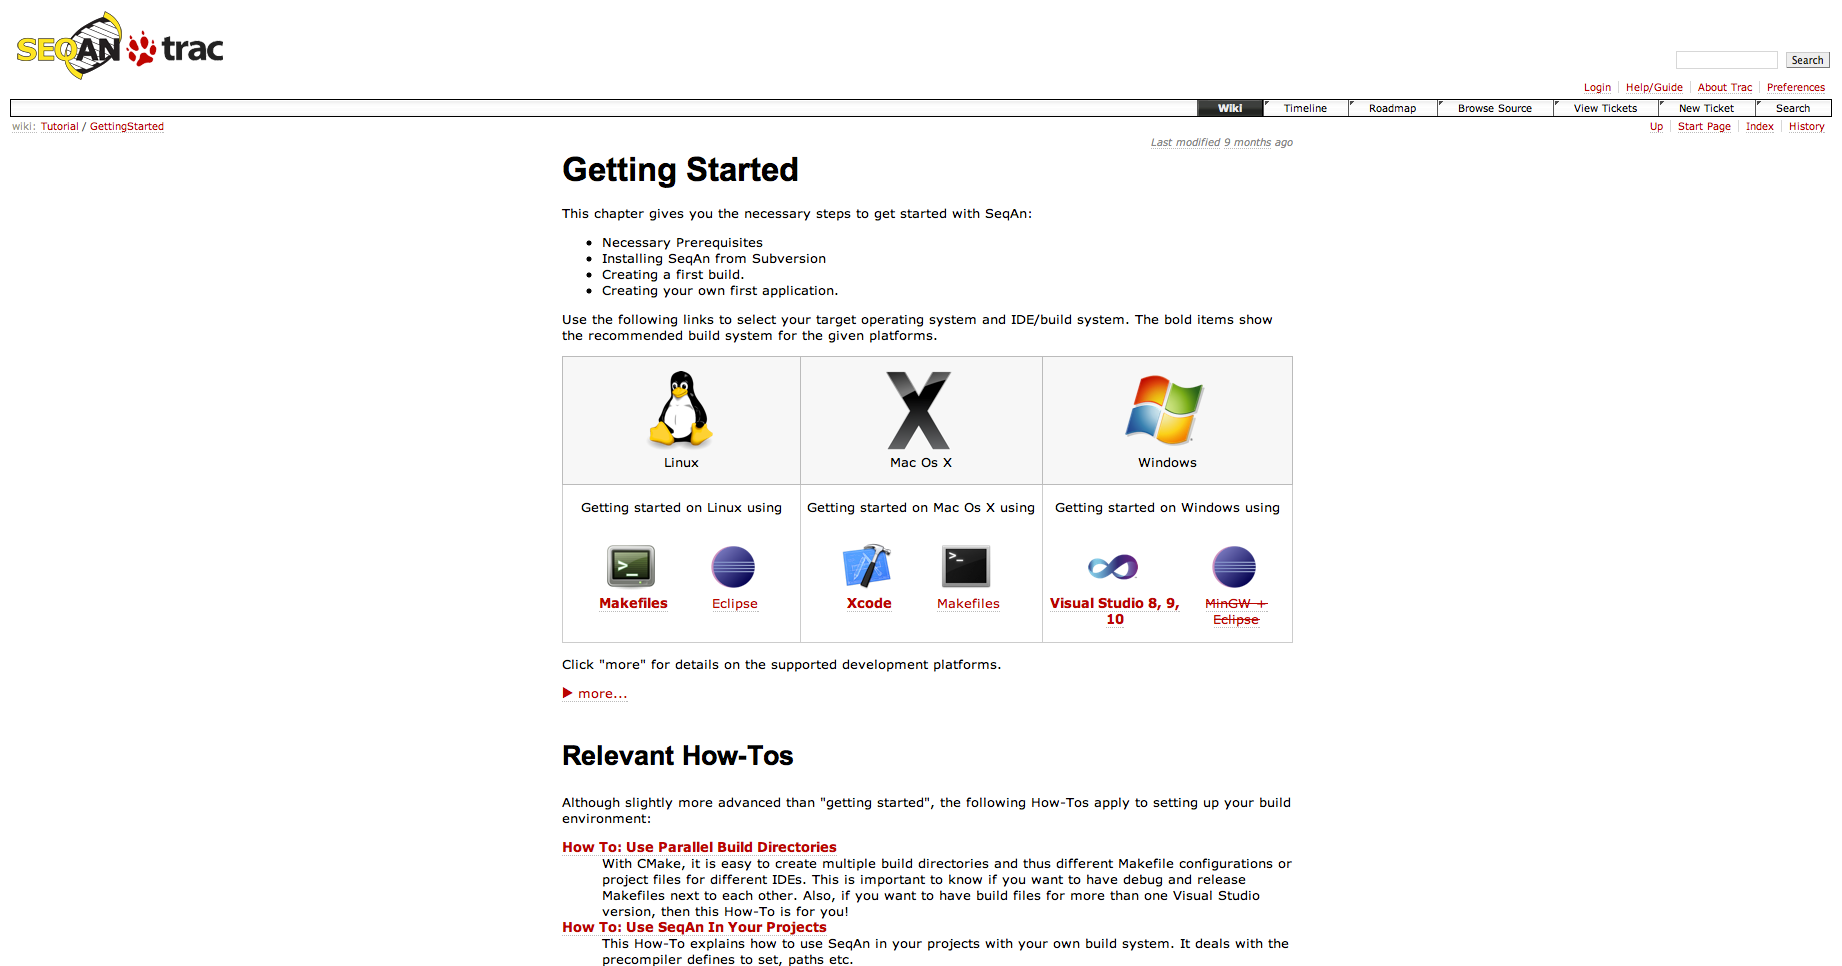 SEQAN trac
Search
Login Help/Guide About Trac Preferences
Wiki Timeline Roadmap Browse Source View Tickets New Ticket Search
wiki: Tutorial / GettingStarted
Up Start Page Index History
Last modified 9 months ago
Getting Started
This chapter gives you the necessary steps to get started with SeqAn:
• Necessary Prerequisites
• Installing SeqAn from Subversion
• Creating a first build.
• Creating your own first application.
Use the following links to select your target operating system and IDE/build system. The bold items show
the recommended build system for the given platforms.
Linux
Mac Os X
Windows
Getting started on Linux using
Getting started on Mac Os X using
Getting started on Windows using
Makefiles
Eclipse
Xcode
Makefiles
Visual Studio 8, 9,
10
MinGW +
Eclipse
Click "more" for details on the supported development platforms.
more...
Relevant How-Tos
Although slightly more advanced than "getting started", the following How-Tos apply to setting up your build
environment:
How To: Use Parallel Build Directories
With CMake, it is easy to create multiple build directories and thus different Makefile configurations or
project files for different IDEs. This is important to know if you want to have debug and release
Makefiles next to each other. Also, if you want to have build files for more than one Visual Studio
version, then this How-To is for you!
How To: Use SeqAn In Your Projects
This How-To explains how to use SeqAn in your projects with your own build system. It deals with the
precompiler defines to set, paths etc.